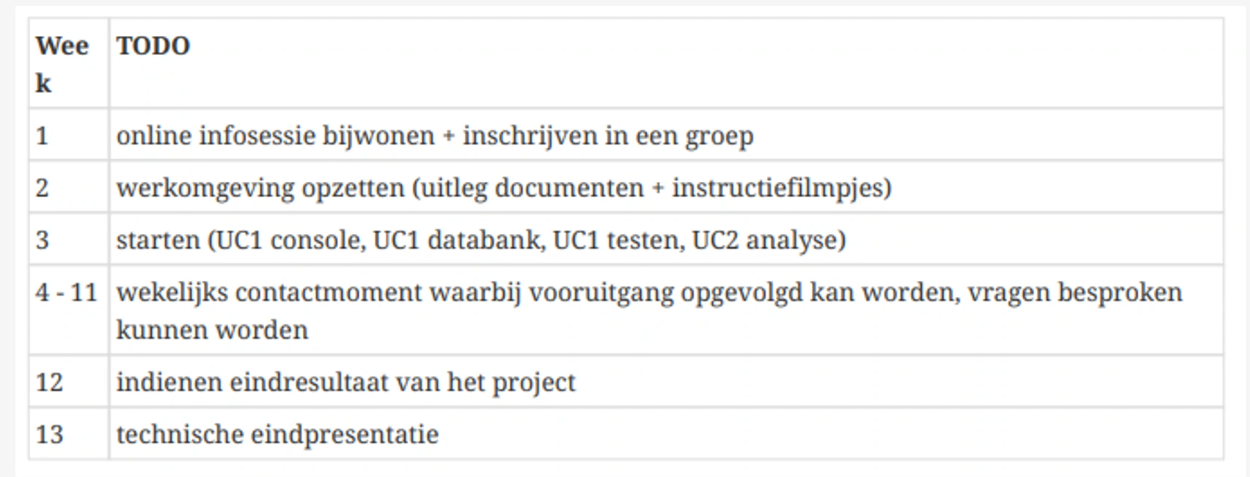 Wee TODO
k
1 online infosessie bijwonen + inschrijven in een groep
2 werkomgeving opzetten (uitleg documenten + instructiefilmpjes)
3 starten (UC1 console, UC1 databank, UC1 testen, UC2 analyse)
4 - 11 wekelijks contactmoment waarbij vooruitgang opgevolgd kan worden, vragen besproken
kunnen worden
12 indienen eindresultaat van het project
13 technische eindpresentatie